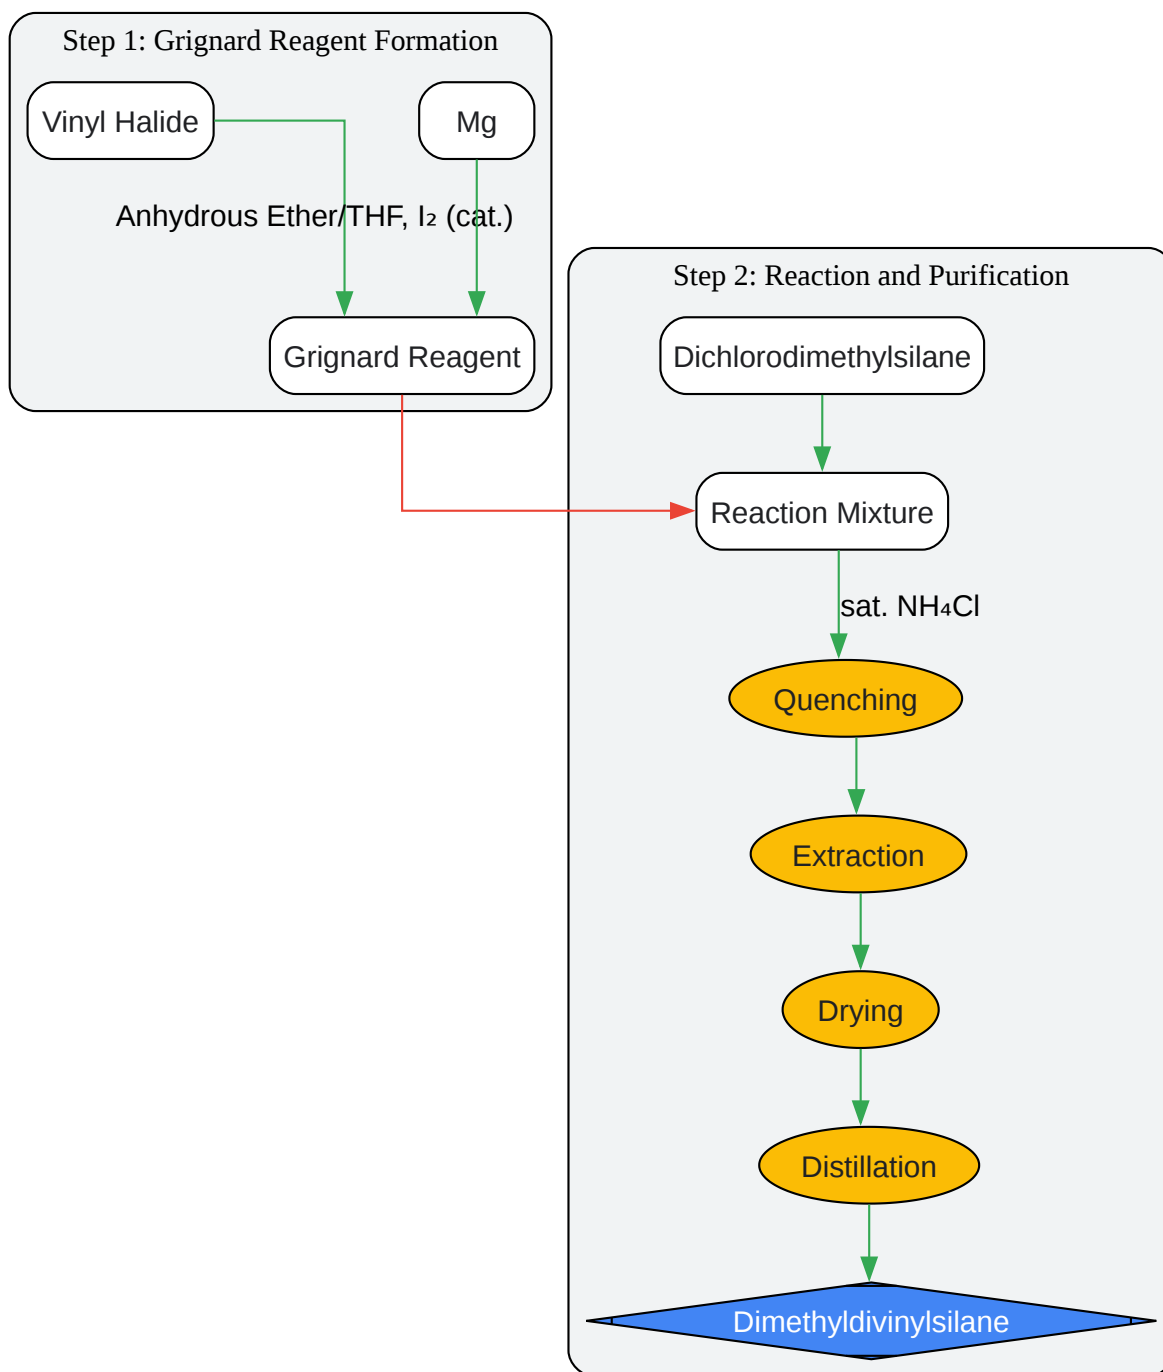 Step 1: Grignard Reagent Formation
Vinyl Halide
Mg
Anhydrous Ether/THF, I₂ (cat.)
Grignard Reagent
Step 2: Reaction and Purification
Dichlorodimethylsilane
Reaction Mixture
sat. NH₄Cl
Quenching
Extraction
Drying
Distillation
Dimethyldivinylsilane